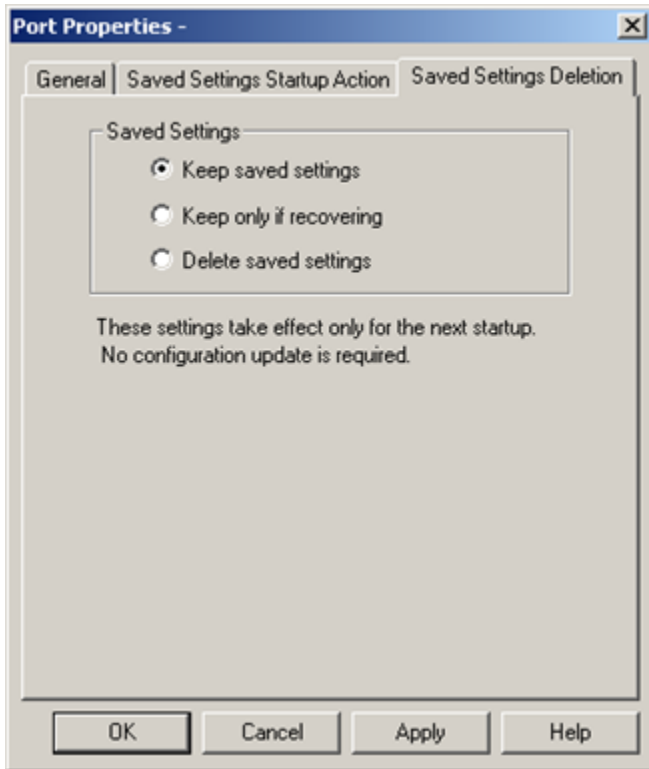 Port Properties -
General
Saved Settings Startup Action
Saved Settings Deletion
Saved Settings
Keep saved settings
Keep only if recovering
Delete saved settings
These settings take effect only for the next startup.
No configuration update is required.
OK
Cancel
Apply
Help